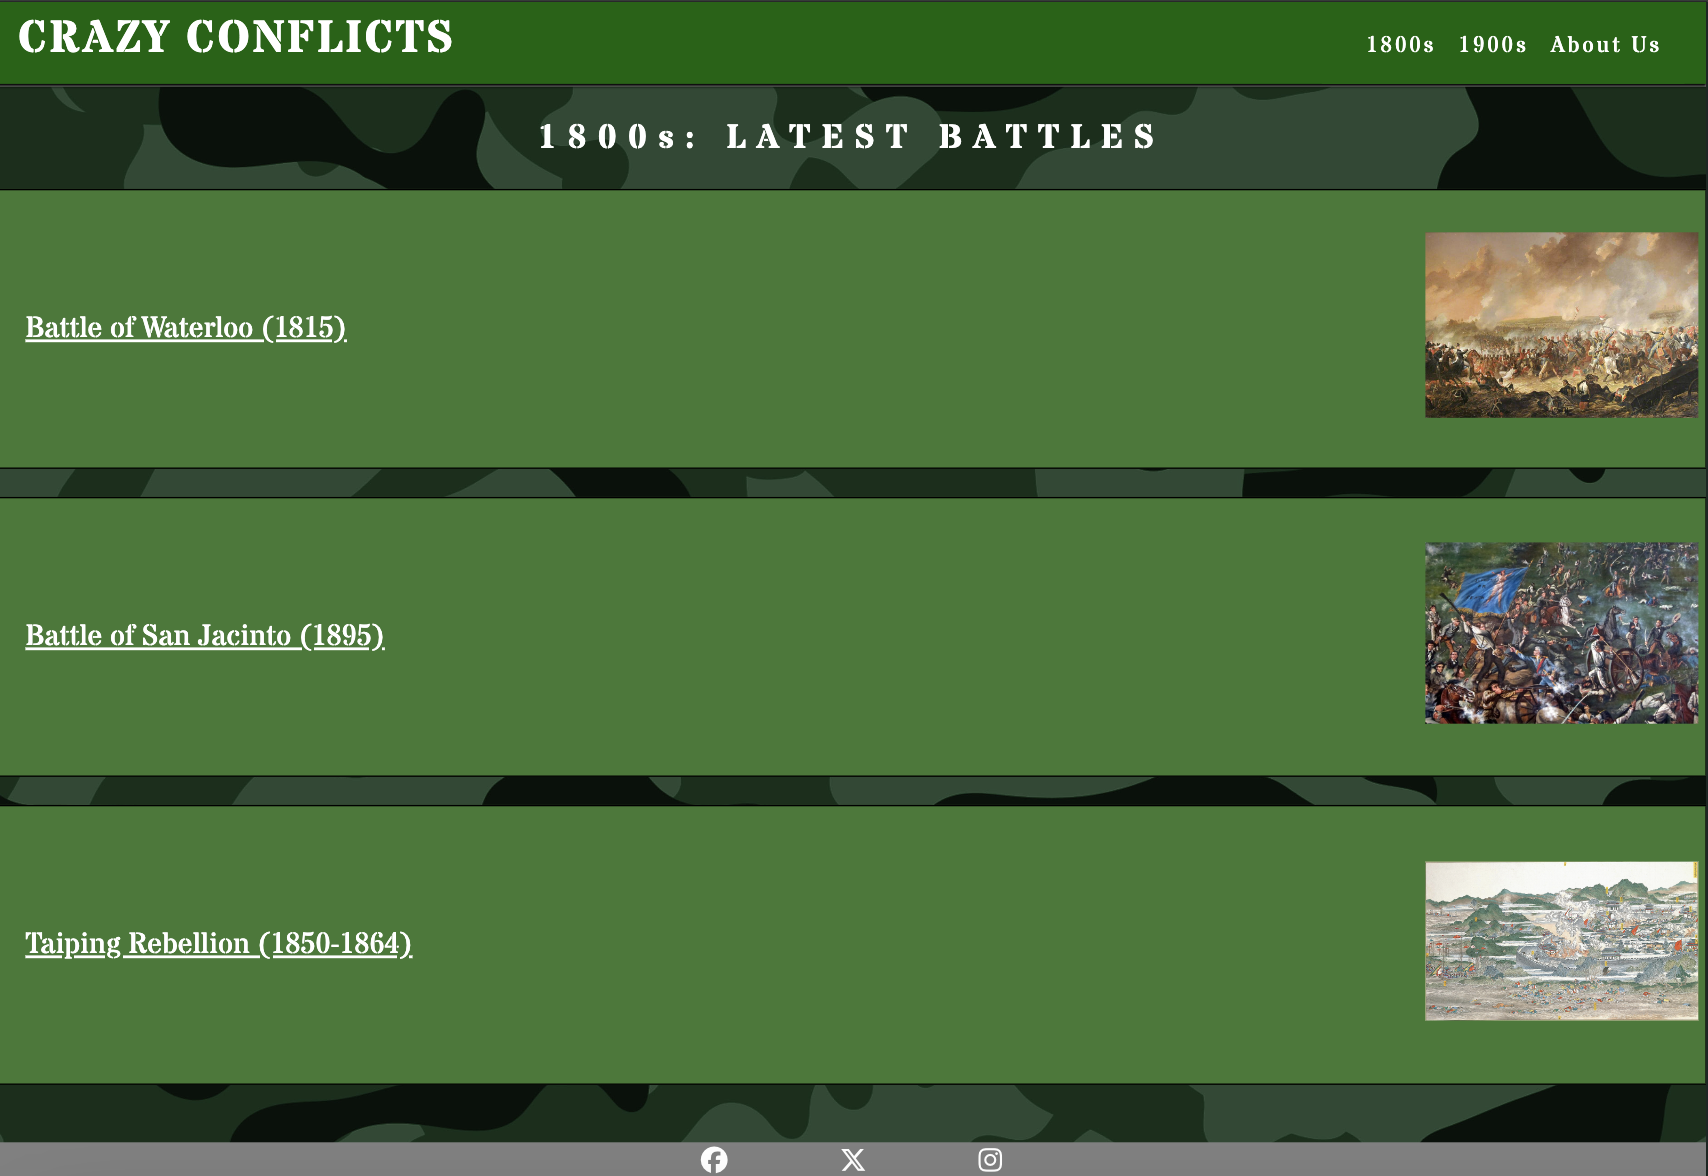 CRAZY CONFLICTS
1800s 1900s About Us
1800s: LATEST BATTLES
Battle of Waterloo (1815)
Battle of San Jacinto (1895)
Taiping Rebellion (1850-1864)